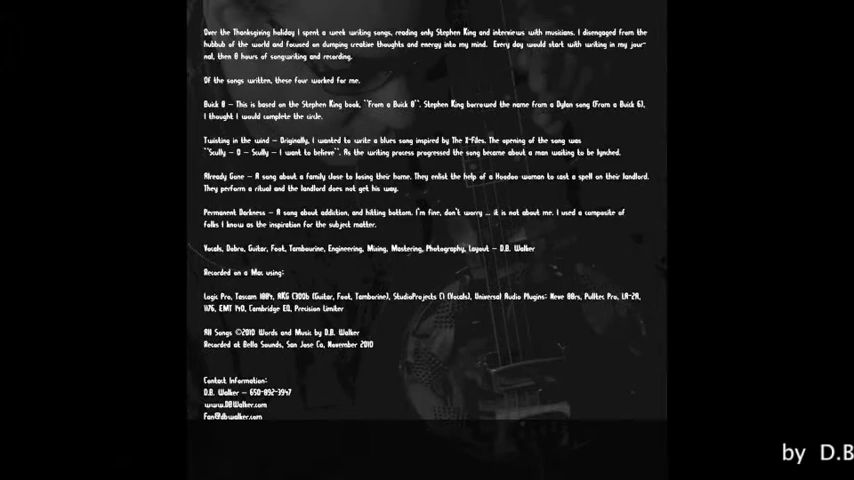 Over the Thanksgiving holiday I spent a week writing songs, reading only Stephen King and interviews with musicians. I disengaged from the
hubbub of the world and focused on dumping creative thoughts and energy into my mind. Every day would start with writing in my jour-
nal, then 8 hours of songwriting and recording.
Of the songs written, these four worked for me.
Buick 8 – This is based on the Stephen King book, ``From a Buick 8``. Stephen King borrowed the name from a Dylan song (From a Buick 6),
I thought I would complete the circle.
Twisting in the wind – Originally, I wanted to write a blues song inspired by The X-Files. The opening of the song was
``Scully – O – Scully – I want to believe``. As the writing process progressed the song became about a man waiting to be lynched.
Already Gone – A song about a family close to losing their home. They enlist the help of a Hoodoo woman to cast a spell on their landlord.
They perform a ritual and the landlord does not get his way.
Permanent Darkness – A song about addiction, and hitting bottom. I'm fine, don't worry ... it is not about me. I used a composite of
folks I know as the inspiration for the subject matter.
Vocals, Dobro, Guitar, Foot, Tambourine, Engineering, Mixing, Mastering, Photography, Layout – D.B. Walker
Recorded on a Mac using:
Logic Pro, Tascam 1884, AKG C300b (Guitar, Foot, Tamborine), StudioProjects C1 (Vocals), Universal Audio Plugins: Neve 88rs, Pulltec Pro, LA-2A,
1176, EMT 140, Cambridge EQ, Precision Limiter
All Songs ©2010 Words and Music by D.B. Walker
Recorded at Bella Sounds, San Jose Ca, November 2010
Contact Information:
D.B. Walker – 650-892-3947
www.DBWalker.com
Fan@dbwalker.com
by D.B